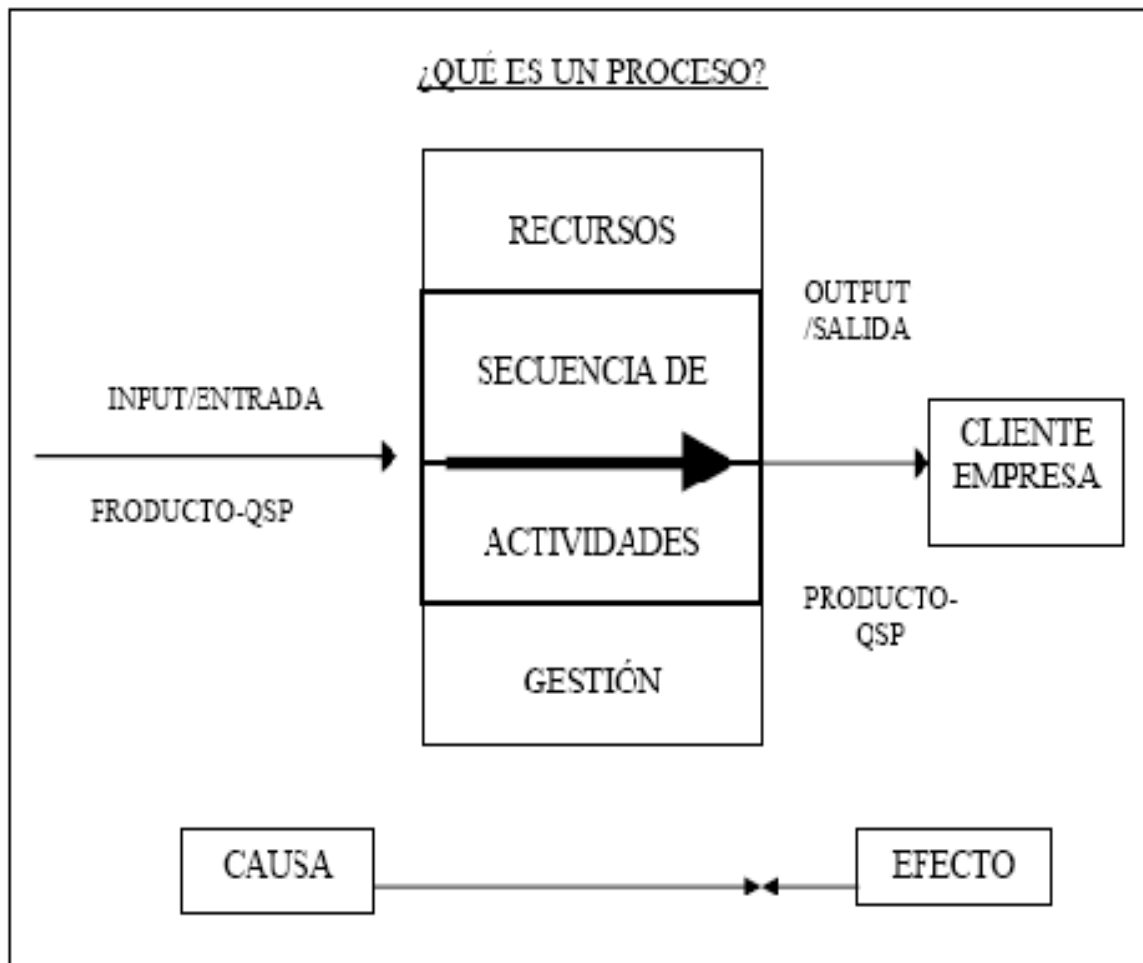 ¿QUÉ ES UN PROCESO?
RECURSOS
OUTPUT
/SALIDA
SECUENCIA DE
INPUT/ENTRADA
CLIENTE
EMPRESA
PRODUCTO-QSP
ACTIVIDADES
PRODUCTO-
QSP
GESTIÓN
CAUSA
EFECTO